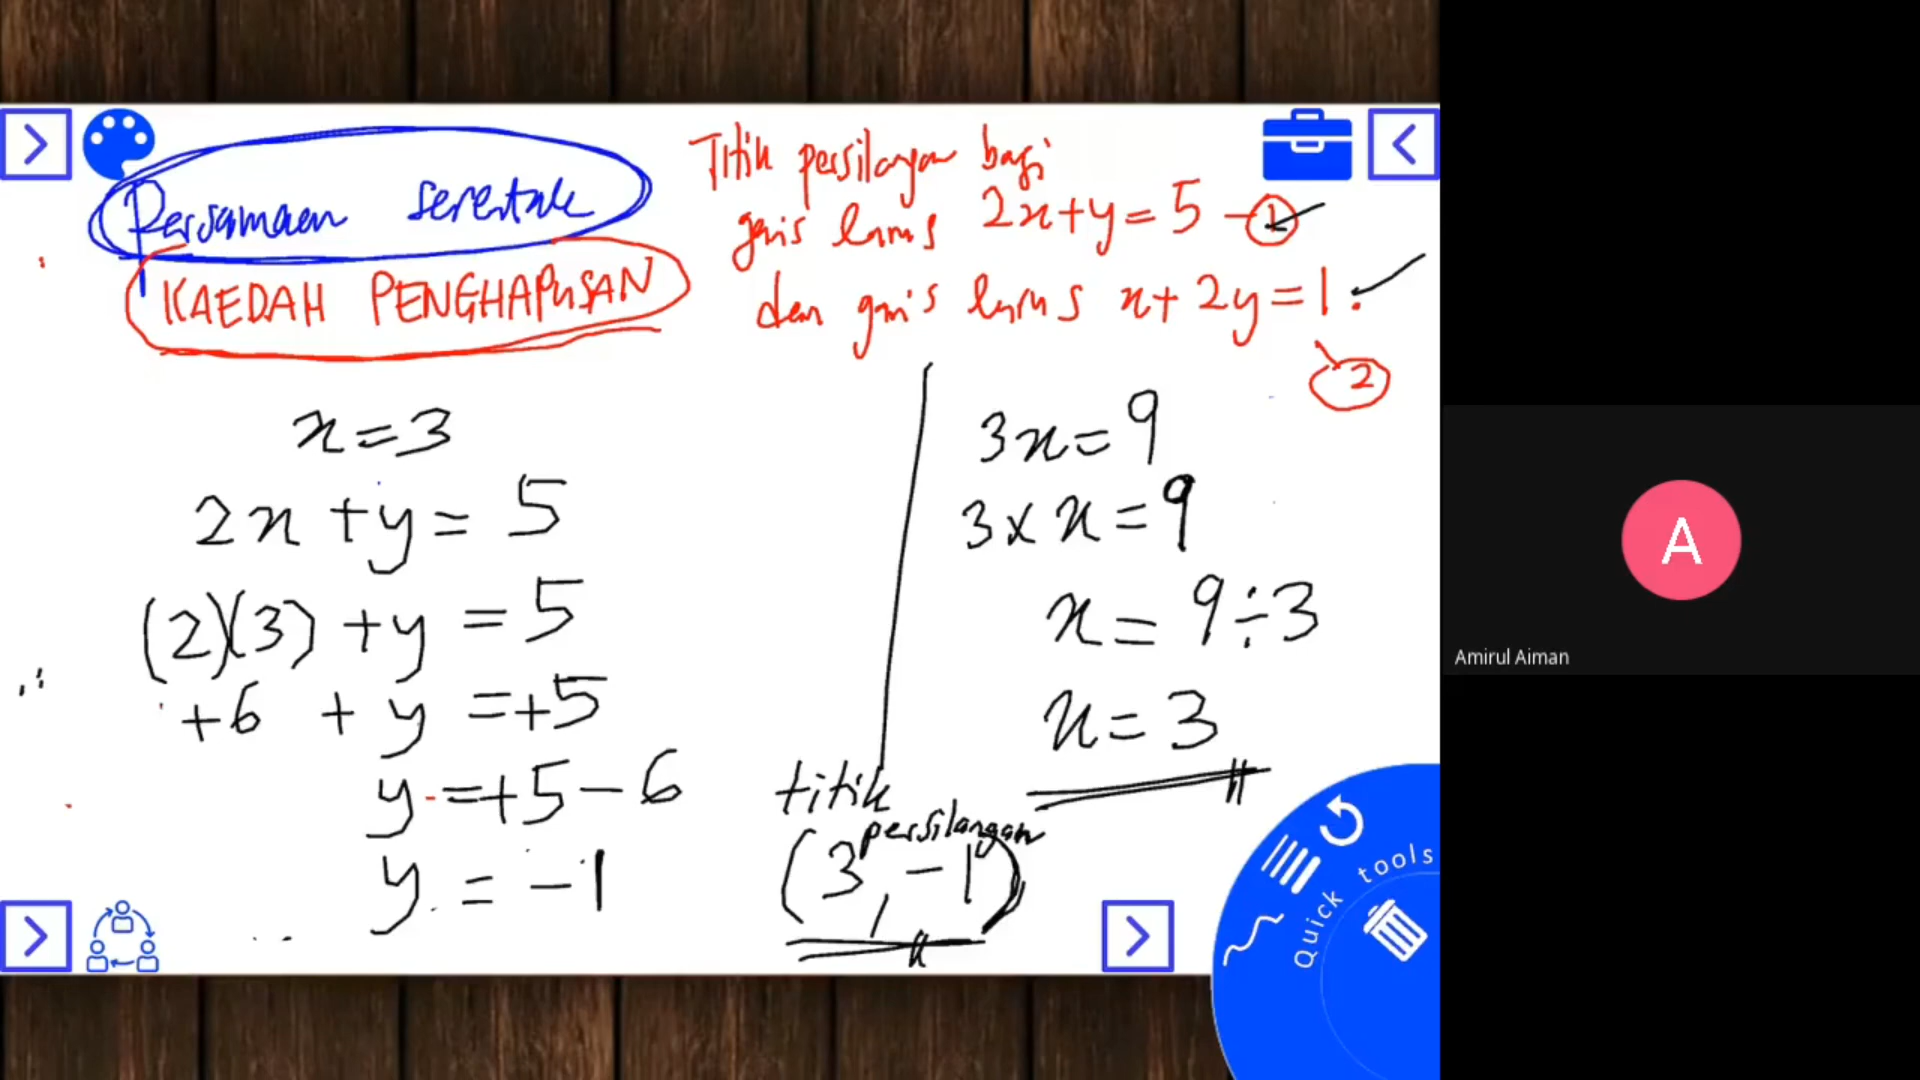 Persamaan serentak
KAEDAH PENGHAPUSAN
Titik persilangan bagi
garis lurus 2x+y=5 -①
dan garis lurus x+2y=1.
②
x=3
2x+y=5
(2)(3)+y=5
+6+y=+5
y=+5-6
y=-1
3x=9
3×x=9
x=9÷3
x=3
titik
persilangan
(3,-1)
Quick tools
A
Amirul Aiman